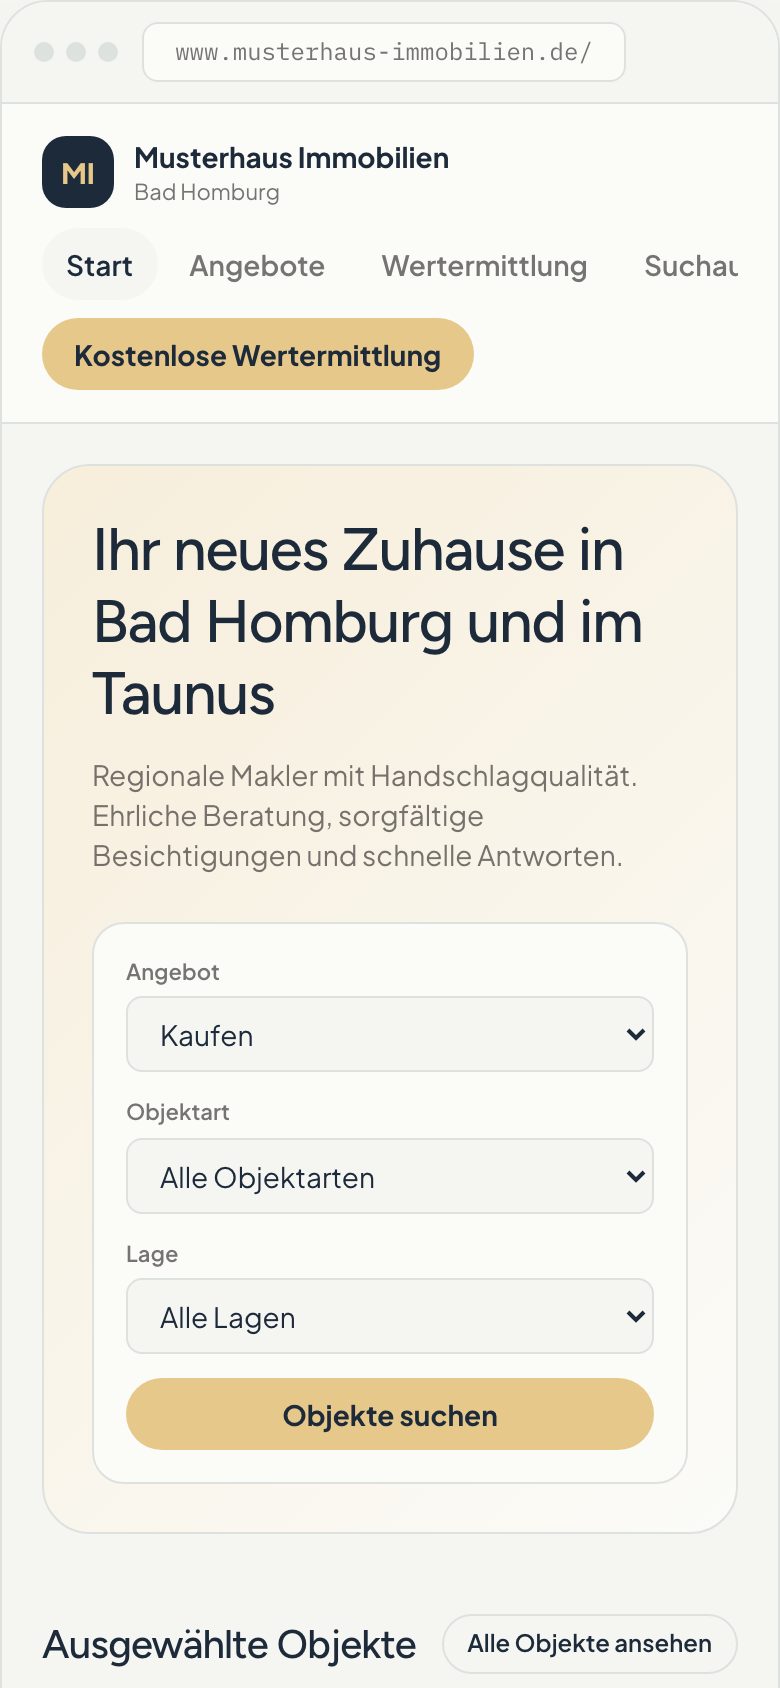 www.musterhaus-immobilien.de/
MI
Musterhaus Immobilien
Bad Homburg
Start Angebote Wertermittlung
Kostenlose Wertermittlung
Ihr neues Zuhause in
Bad Homburg und im
Taunus
Regionale Makler mit Handschlagqualität.
Ehrliche Beratung, sorgfältige
Besichtigungen und schnelle Antworten.
Angebot
Kaufen
Objektart
Alle Objektarten
Lage
Alle Lagen
Objekte suchen
Ausgewählte Objekte Alle Objekte ansehen